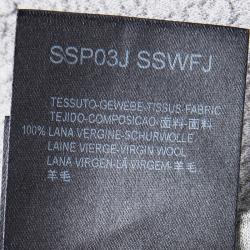 SSP03J SSWFJ
TESSUTO-GEWEBE-TISSUS-FABRIC
TEJIDO-COMPOSICAO-面料-面料
100% LANA VERGINE-SCHURWOLLE
LAINE VIERGE-VIRGIN WOOL
LANA VIRGEN-LÃ VIRGEM-羊毛
羊毛